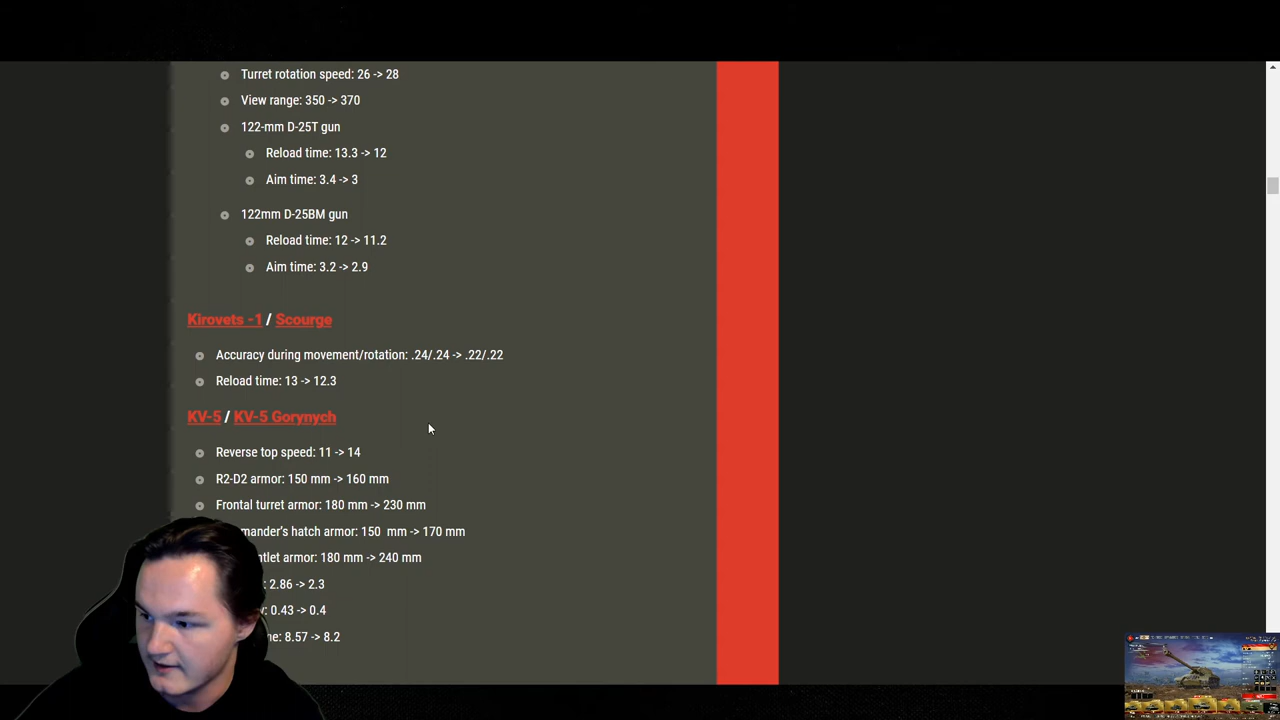 Turret rotation speed: 26 -> 28
View range: 350 -> 370
122-mm D-25T gun
Reload time: 13.3 -> 12
Aim time: 3.4 -> 3
122mm D-25BM gun
Reload time: 12 -> 11.2
Aim time: 3.2 -> 2.9
Kirovets -1 / Scourge
Accuracy during movement/rotation: .24/.24 -> .22/.22
Reload time: 13 -> 12.3
KV-5 / KV-5 Gorynych
Reverse top speed: 11 -> 14
R2-D2 armor: 150 mm -> 160 mm
Frontal turret armor: 180 mm -> 230 mm
mander's hatch armor: 150 mm -> 170 mm
ntlet armor: 180 mm -> 240 mm
: 2.86 -> 2.3
: 0.43 -> 0.4
: 8.57 -> 8.2